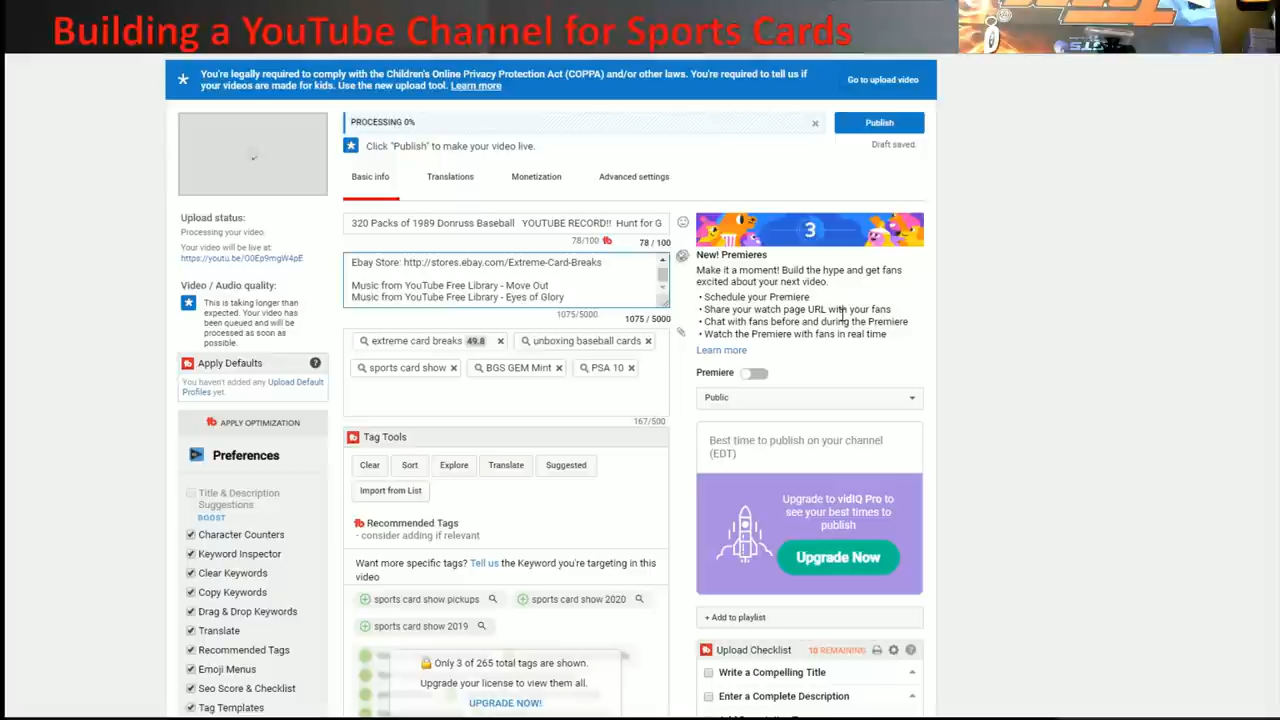 Building a YouTube Channel for Sports Cards
You're legally required to comply with the Children's Online Privacy Protection Act (COPPA) and/or other laws. You're required to tell us if
your videos are made for kids. Use the new upload tool. Learn more
Go to upload video
PROCESSING 0%
Publish
Click "Publish" to make your video live.
Draft saved.
Basic info
Translations
Monetization
Advanced settings
Upload status:
Processing your video.
Your video will be live at:
https://youtu.be/O0Ep9mgW4pE
Video / Audio quality:
This is taking longer than
expected. Your video has
been queued and will be
processed as soon as
possible.
Apply Defaults
You haven't added any Upload Default
Profiles yet.
APPLY OPTIMIZATION
Preferences
Title & Description
Suggestions
BOOST
Character Counters
Keyword Inspector
Clear Keywords
Copy Keywords
Drag & Drop Keywords
Translate
Recommended Tags
Emoji Menus
Seo Score & Checklist
Tag Templates
320 Packs of 1989 Donruss Baseball YOUTUBE RECORD!! Hunt for G
78/100
78 / 100
Ebay Store: http://stores.ebay.com/Extreme-Card-Breaks
Music from YouTube Free Library - Move Out
Music from YouTube Free Library - Eyes of Glory
1075/5000
1075 / 5000
extreme card breaks 49.8
unboxing baseball cards
sports card show
BGS GEM Mint
PSA 10
167/500
Tag Tools
Clear
Sort
Explore
Translate
Suggested
Import from List
Recommended Tags
- consider adding if relevant
Want more specific tags? Tell us the Keyword you're targeting in this
video
sports card show pickups
sports card show 2020
sports card show 2019
Only 3 of 265 total tags are shown.
Upgrade your license to view them all.
UPGRADE NOW!
3
New! Premieres
Make it a moment! Build the hype and get fans
excited about your next video.
• Schedule your Premiere
• Share your watch page URL with your fans
• Chat with fans before and during the Premiere
• Watch the Premiere with fans in real time
Learn more
Premiere
Public
Best time to publish on your channel
(EDT)
Upgrade to vidIQ Pro to
see your best times to
publish
Upgrade Now
+ Add to playlist
Upload Checklist
10 REMAINING
Write a Compelling Title
Enter a Complete Description